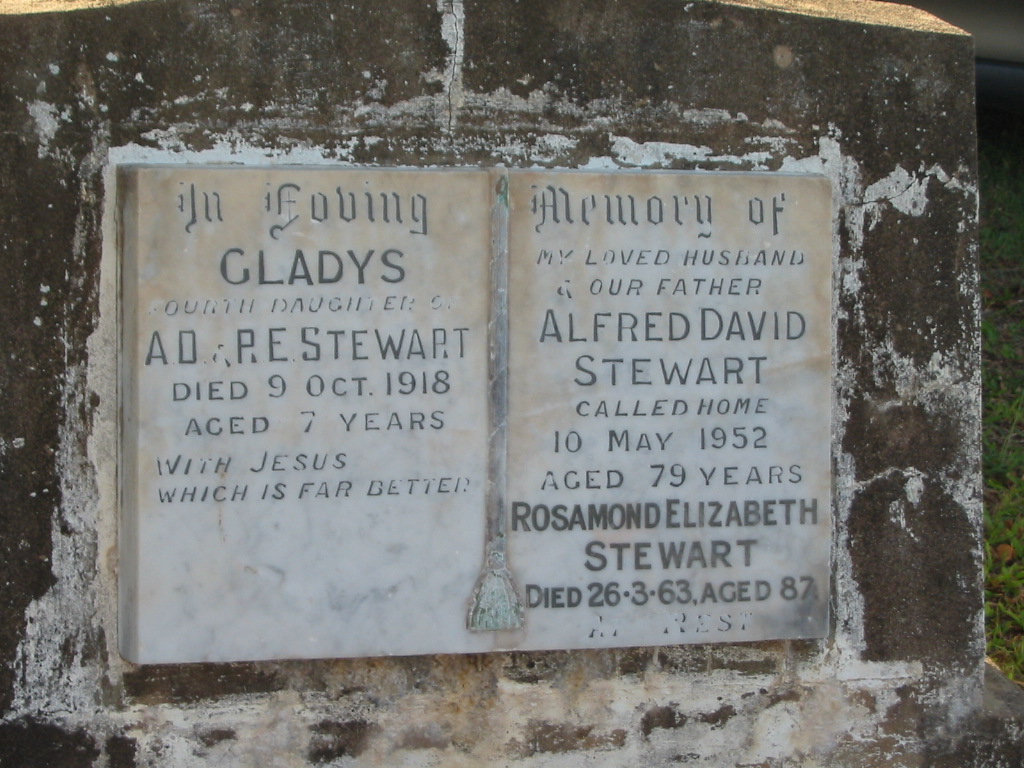 In Loving
GLADYS
FOURTH DAUGHTER OF
A.D. & R.E. STEWART
DIED 9 OCT. 1918
AGED 7 YEARS
WITH JESUS
WHICH IS FAR BETTER
Memory of
MY LOVED HUSBAND
& OUR FATHER
ALFRED DAVID
STEWART
CALLED HOME
10 MAY 1952
AGED 79 YEARS
ROSAMOND ELIZABETH
STEWART
DIED 26·3·63, AGED 87.
AT REST